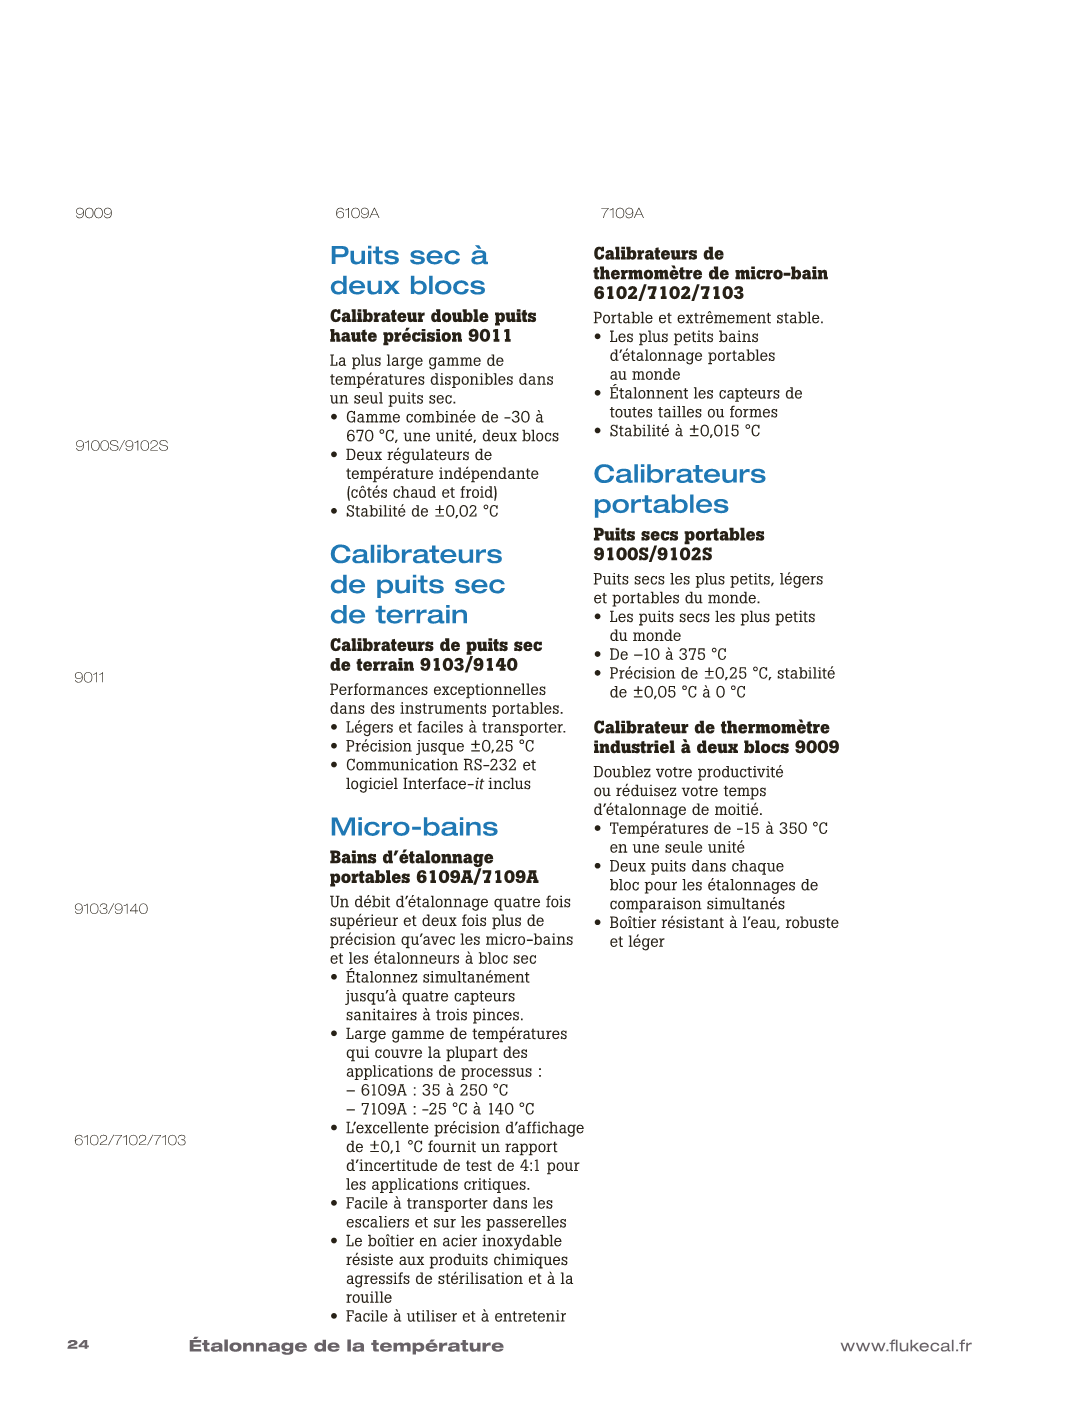 9009
6109A
7109A
9100S/9102S
9011
9103/9140
6102/7102/7103
Puits sec à
deux blocs
Calibrateur double puits
haute précision 9011
La plus large gamme de
températures disponibles dans
un seul puits sec.
• Gamme combinée de -30 à
670 °C, une unité, deux blocs
• Deux régulateurs de
température indépendante
(côtés chaud et froid)
• Stabilité de ±0,02 °C
Calibrateurs
de puits sec
de terrain
Calibrateurs de puits sec
de terrain 9103/9140
Performances exceptionnelles
dans des instruments portables.
• Légers et faciles à transporter.
• Précision jusque ±0,25 °C
• Communication RS-232 et
logiciel Interface-it inclus
Micro-bains
Bains d’étalonnage
portables 6109A/7109A
Un débit d’étalonnage quatre fois
supérieur et deux fois plus de
précision qu’avec les micro-bains
et les étalonneurs à bloc sec
• Étalonnez simultanément
jusqu’à quatre capteurs
sanitaires à trois pinces.
• Large gamme de températures
qui couvre la plupart des
applications de processus :
– 6109A : 35 à 250 °C
– 7109A : -25 °C à 140 °C
• L’excellente précision d’affichage
de ±0,1 °C fournit un rapport
d’incertitude de test de 4:1 pour
les applications critiques.
• Facile à transporter dans les
escaliers et sur les passerelles
• Le boîtier en acier inoxydable
résiste aux produits chimiques
agressifs de stérilisation et à la
rouille
• Facile à utiliser et à entretenir
Calibrateurs de
thermomètre de micro-bain
6102/7102/7103
Portable et extrêmement stable.
• Les plus petits bains
d’étalonnage portables
au monde
• Étalonnent les capteurs de
toutes tailles ou formes
• Stabilité à ±0,015 °C
Calibrateurs
portables
Puits secs portables
9100S/9102S
Puits secs les plus petits, légers
et portables du monde.
• Les puits secs les plus petits
du monde
• De –10 à 375 °C
• Précision de ±0,25 °C, stabilité
de ±0,05 °C à 0 °C
Calibrateur de thermomètre
industriel à deux blocs 9009
Doublez votre productivité
ou réduisez votre temps
d’étalonnage de moitié.
• Températures de -15 à 350 °C
en une seule unité
• Deux puits dans chaque
bloc pour les étalonnages de
comparaison simultanés
• Boîtier résistant à l’eau, robuste
et léger
24
Étalonnage de la température
www.flukecal.fr